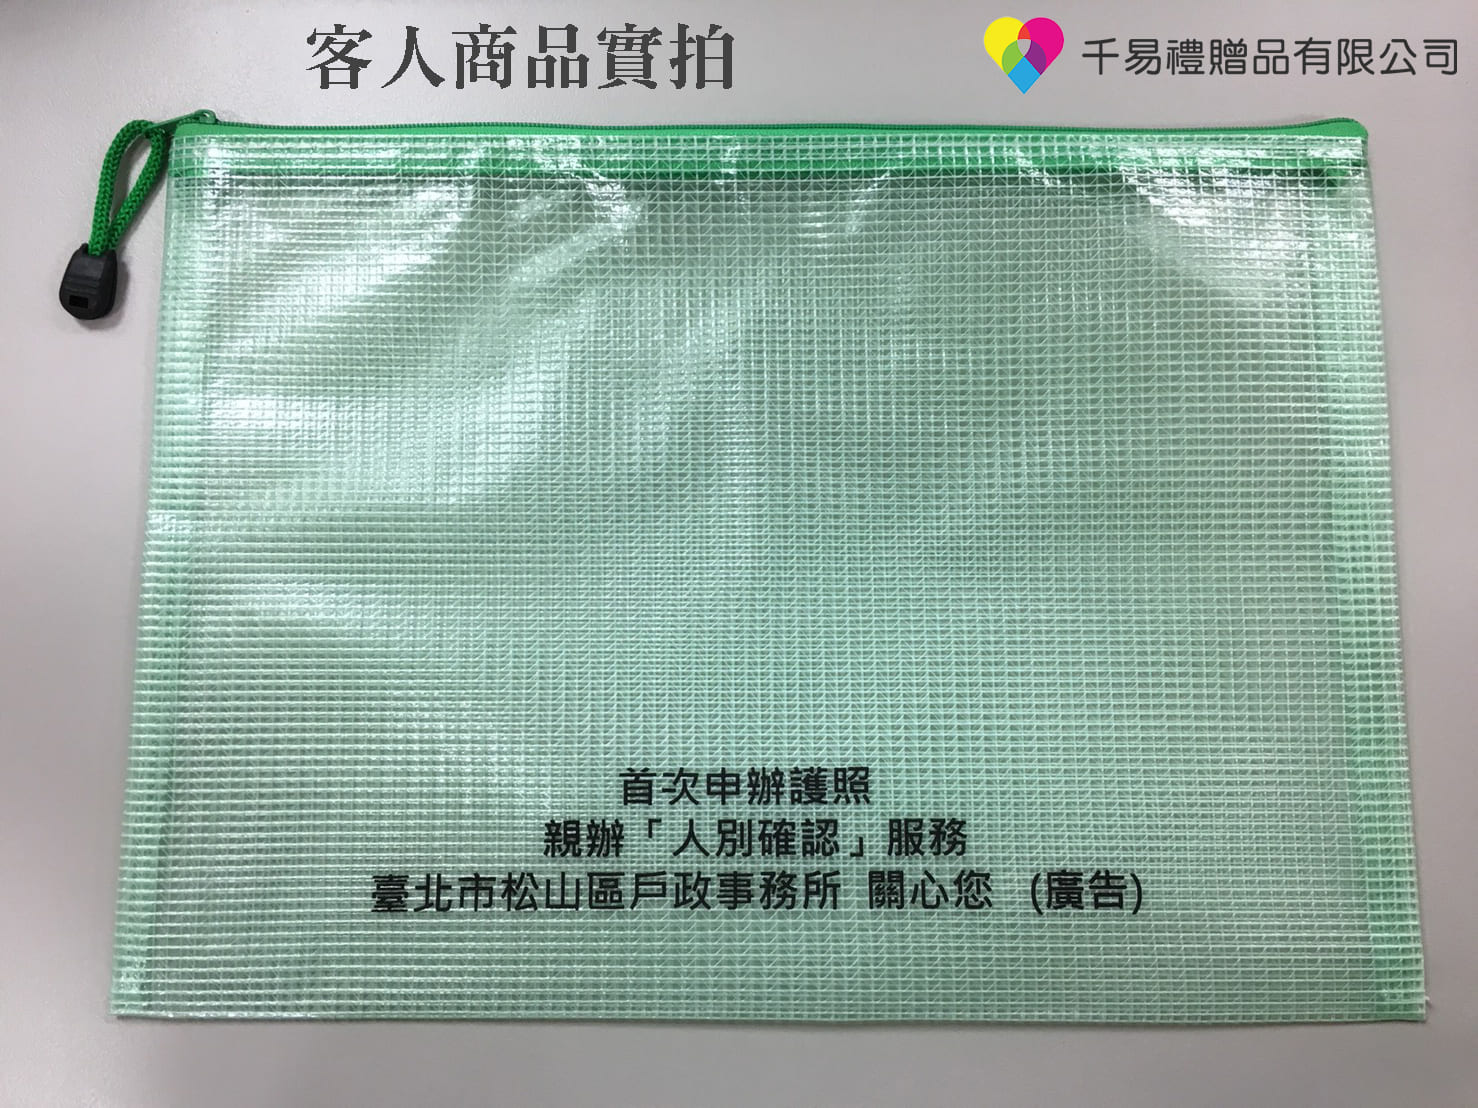 客人商品實拍
千易禮贈品有限公司
首次申辦護照
親辦「人別確認」服務
臺北市松山區戶政事務所 關心您 (廣告)